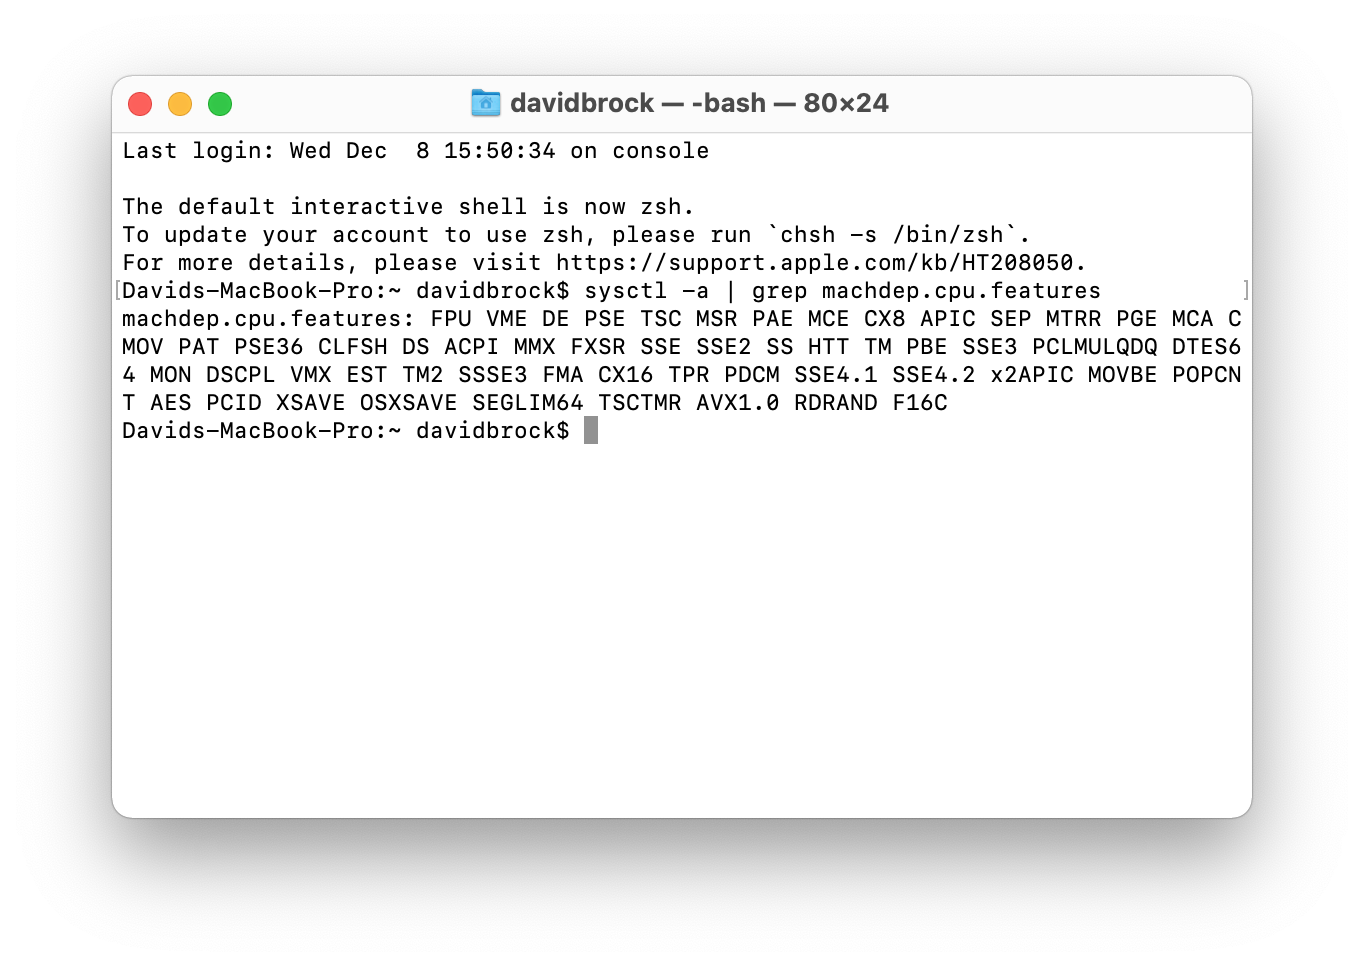 davidbrock — -bash — 80×24
Last login: Wed Dec  8 15:50:34 on console
The default interactive shell is now zsh.
To update your account to use zsh, please run `chsh -s /bin/zsh`.
For more details, please visit https://support.apple.com/kb/HT208050.
[Davids-MacBook-Pro:~ davidbrock$ sysctl -a | grep machdep.cpu.features ]
machdep.cpu.features: FPU VME DE PSE TSC MSR PAE MCE CX8 APIC SEP MTRR PGE MCA C
MOV PAT PSE36 CLFSH DS ACPI MMX FXSR SSE SSE2 SS HTT TM PBE SSE3 PCLMULQDQ DTES6
4 MON DSCPL VMX EST TM2 SSSE3 FMA CX16 TPR PDCM SSE4.1 SSE4.2 x2APIC MOVBE POPCN
T AES PCID XSAVE OSXSAVE SEGLIM64 TSCTMR AVX1.0 RDRAND F16C
Davids-MacBook-Pro:~ davidbrock$